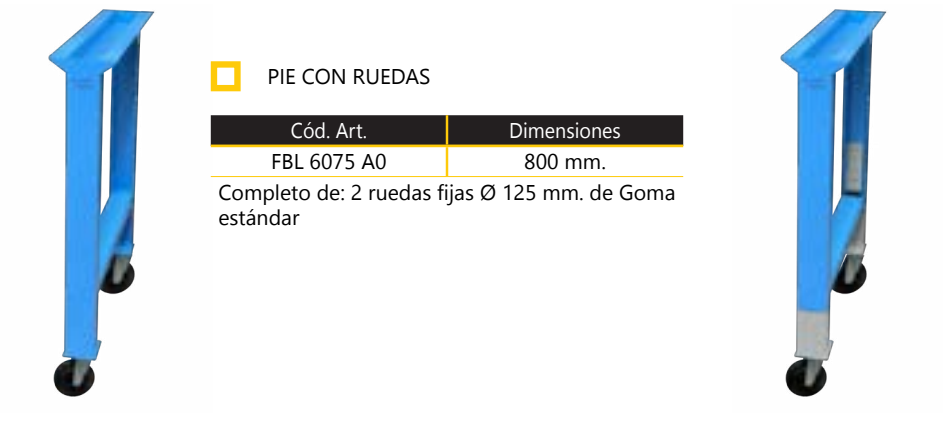 PIE CON RUEDAS
Cód. Art. Dimensiones
FBL 6075 A0 800 mm.
Completo de: 2 ruedas fijas Ø 125 mm. de Goma
estándar